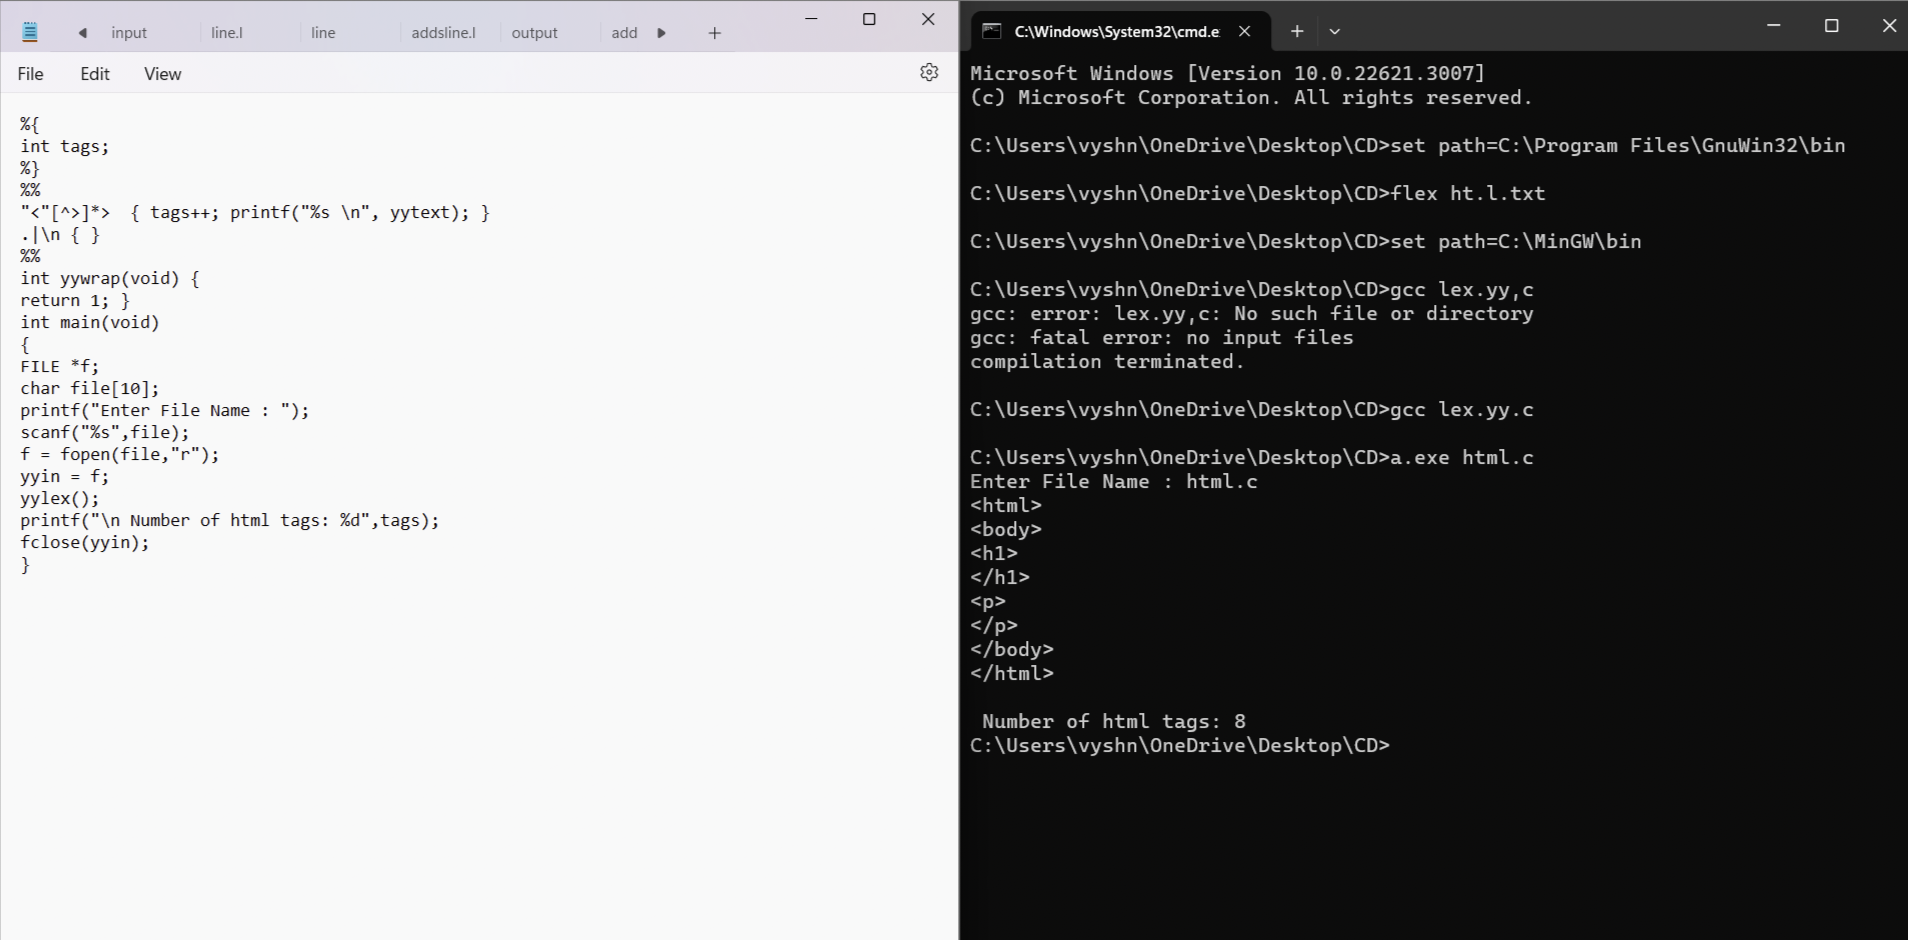 input line.l line addsline.l output add
File Edit View
%{
int tags;
%}
%%
"<"[^>]*>  { tags++; printf("%s \n", yytext); }
.|\n { }
%%
int yywrap(void) {
return 1; }
int main(void)
{
FILE *f;
char file[10];
printf("Enter File Name : ");
scanf("%s",file);
f = fopen(file,"r");
yyin = f;
yylex();
printf("\n Number of html tags: %d",tags);
fclose(yyin);
}
C:\Windows\System32\cmd.e
Microsoft Windows [Version 10.0.22621.3007]
(c) Microsoft Corporation. All rights reserved.
C:\Users\vyshn\OneDrive\Desktop\CD>set path=C:\Program Files\GnuWin32\bin
C:\Users\vyshn\OneDrive\Desktop\CD>flex ht.l.txt
C:\Users\vyshn\OneDrive\Desktop\CD>set path=C:\MinGW\bin
C:\Users\vyshn\OneDrive\Desktop\CD>gcc lex.yy,c
gcc: error: lex.yy,c: No such file or directory
gcc: fatal error: no input files
compilation terminated.
C:\Users\vyshn\OneDrive\Desktop\CD>gcc lex.yy.c
C:\Users\vyshn\OneDrive\Desktop\CD>a.exe html.c
Enter File Name : html.c
<html>
<body>
<h1>
</h1>
<p>
</p>
</body>
</html>
Number of html tags: 8
C:\Users\vyshn\OneDrive\Desktop\CD>